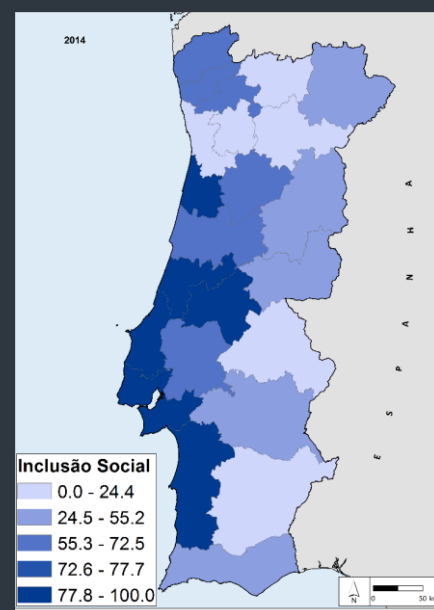 2014
E S P A N H A
Inclusão Social
0.0 - 24.4
24.5 - 55.2
55.3 - 72.5
72.6 - 77.7
77.8 - 100.0
N
0
50 km